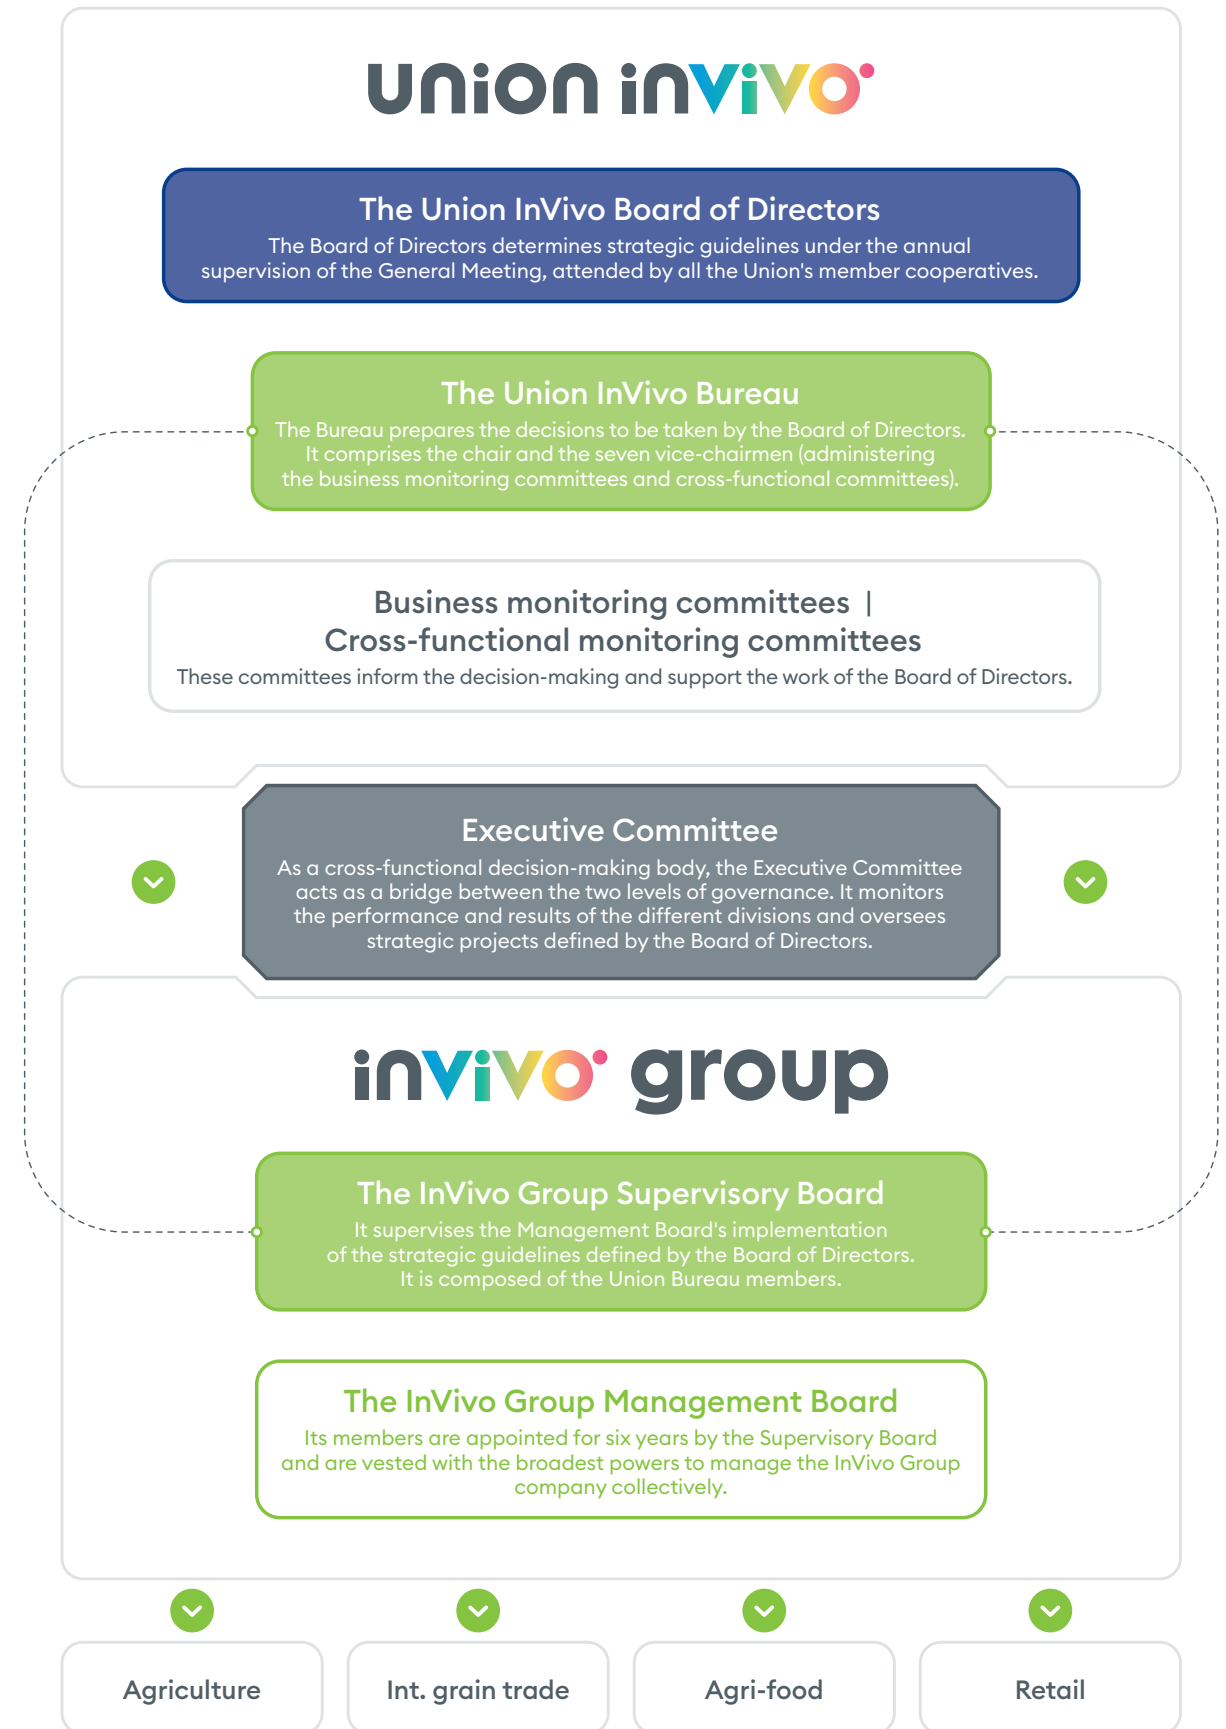 union invivo
The Union InVivo Board of Directors
The Board of Directors determines strategic guidelines under the annual
supervision of the General Meeting, attended by all the Union's member cooperatives.
The Union InVivo Bureau
The Bureau prepares the decisions to be taken by the Board of Directors.
It comprises the chair and the seven vice-chairmen (administering
the business monitoring committees and cross-functional committees).
Business monitoring committees |
Cross-functional monitoring committees
These committees inform the decision-making and support the work of the Board of Directors.
Executive Committee
As a cross-functional decision-making body, the Executive Committee
acts as a bridge between the two levels of governance. It monitors
the performance and results of the different divisions and oversees
strategic projects defined by the Board of Directors.
invivo group
The InVivo Group Supervisory Board
It supervises the Management Board's implementation
of the strategic guidelines defined by the Board of Directors.
It is composed of the Union Bureau members.
The InVivo Group Management Board
Its members are appointed for six years by the Supervisory Board
and are vested with the broadest powers to manage the InVivo Group
company collectively.
Agriculture
Int. grain trade
Agri-food
Retail